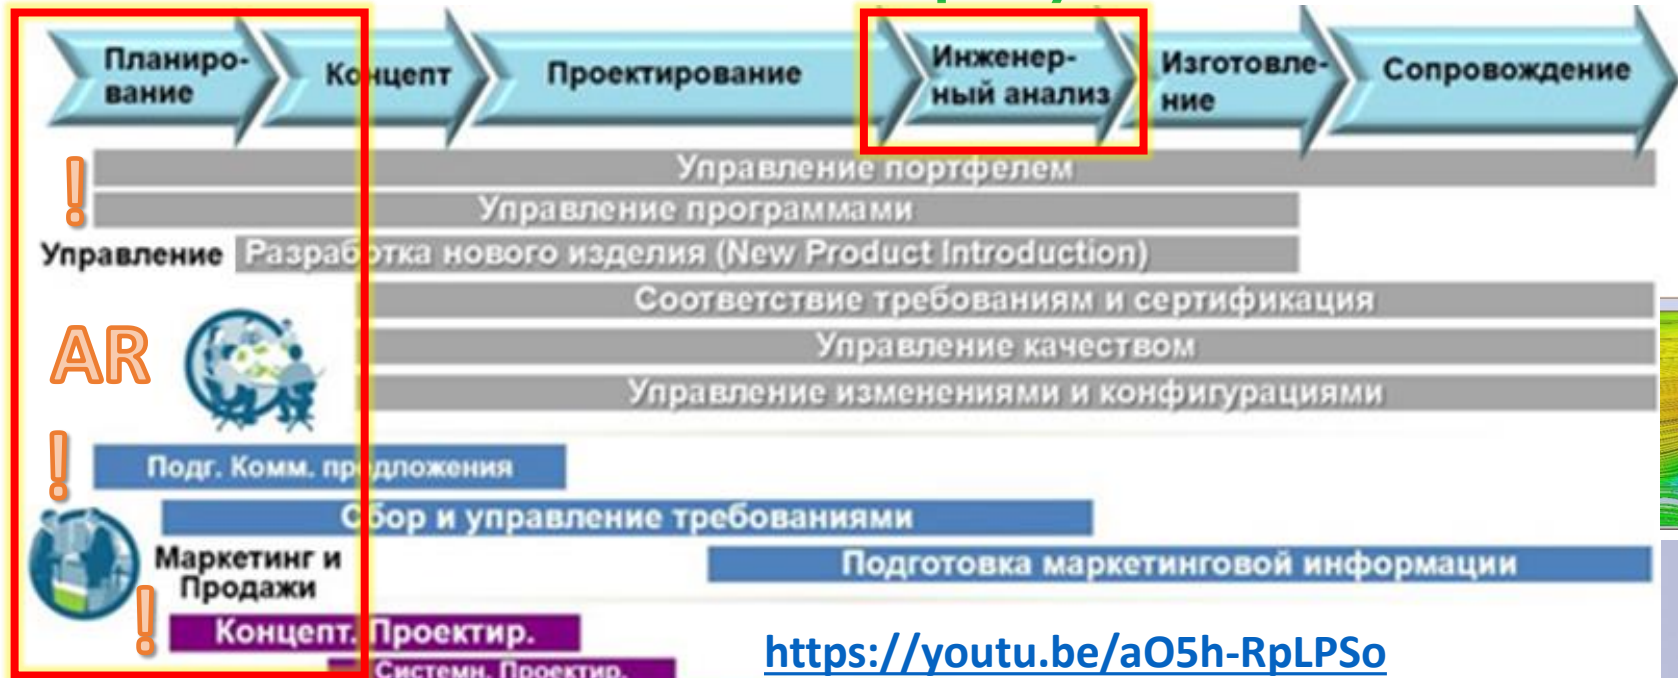 Планиро-
вание
Концепт
Проектирование
Инженер-
ный анализ
Изготовле-
ние
Сопровождение
!
Управление портфелем
Управление программами
Управление
Разработка нового изделия (New Product Introduction)
Соответствие требованиям и сертификация
AR
Управление качеством
Управление изменениями и конфигурациями
!
Подг. Комм. предложения
Сбор и управление требованиями
Маркетинг и
Продажи
Подготовка маркетинговой информации
!
Концепт. Проектир.
https://youtu.be/aO5h-RpLPSo
Системн. Проектир.